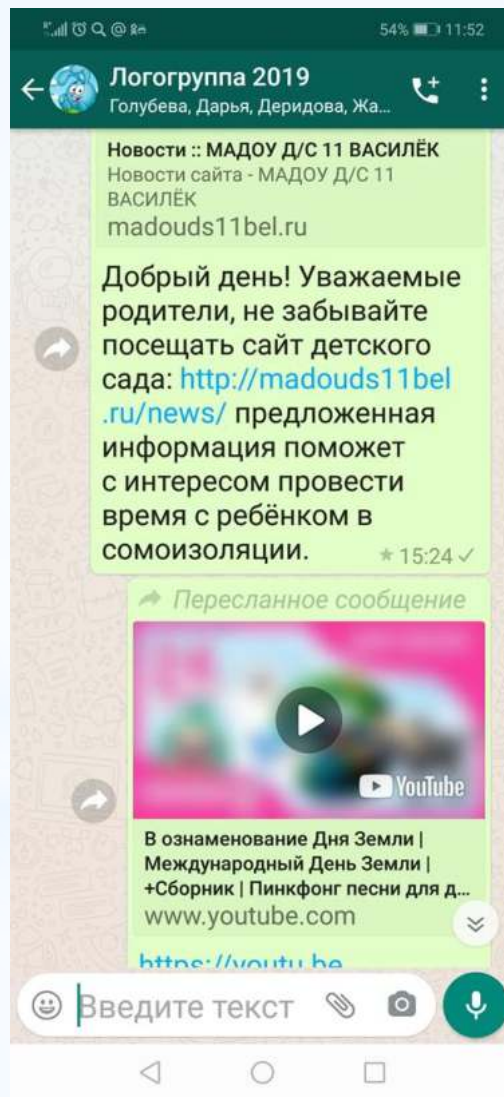 54% 11:52
Логогруппа 2019
Голубева, Дарья, Деридова, Жа...
Новости :: МАДОУ Д/С 11 ВАСИЛЁК
Новости сайта - МАДОУ Д/С 11
ВАСИЛЁК
madouds11bel.ru
Добрый день! Уважаемые
родители, не забывайте
посещать сайт детского
сада: http://madouds11bel
.ru/news/ предложенная
информация поможет
с интересом провести
время с ребёнком в
сомоизоляции.
15:24
Пересланное сообщение
YouTube
В ознаменование Дня Земли |
Международный День Земли |
+Сборник | Пинкфонг песни для д...
www.youtube.com
https://youtu.be
Введите текст